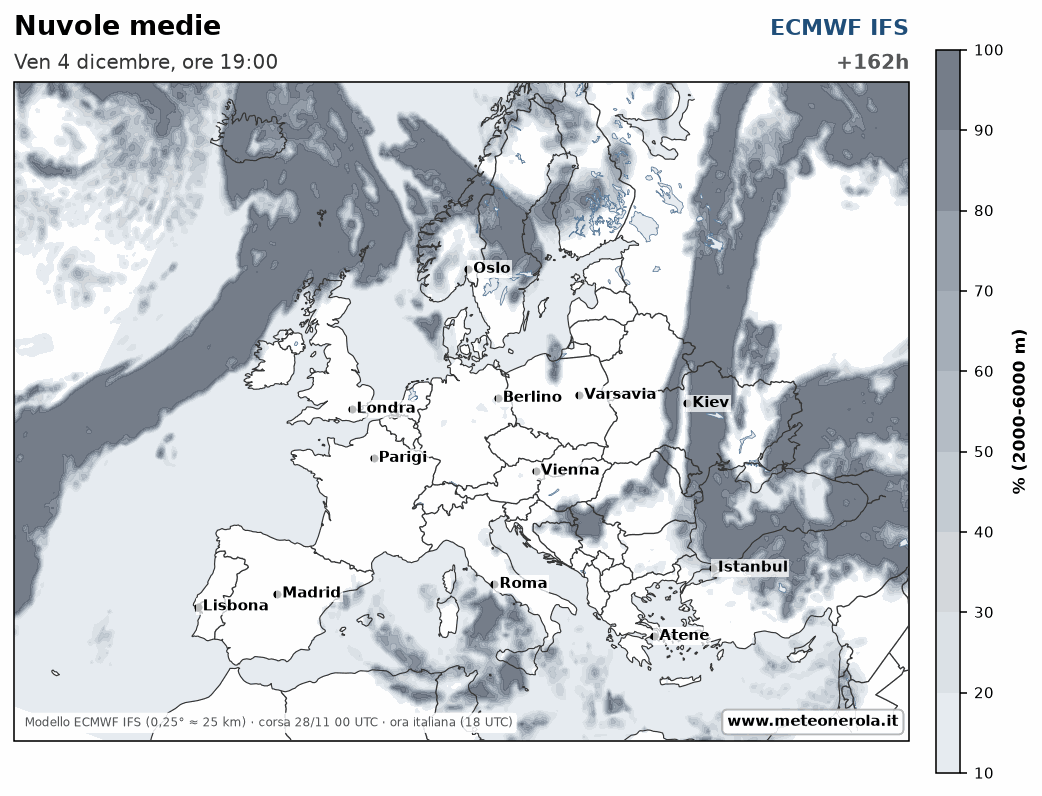 Nuvole medie
ECMWF IFS
Ven 4 dicembre, ore 19:00
+162h
100
90
80
70
60
50
40
30
20
10
% (2000-6000 m)
Oslo
Londra
Berlino
Varsavia
Kiev
Parigi
Vienna
Istanbul
Roma
Madrid
Lisbona
Atene
Modello ECMWF IFS (0,25° ≈ 25 km) · corsa 28/11 00 UTC · ora italiana (18 UTC)
www.meteonerola.it